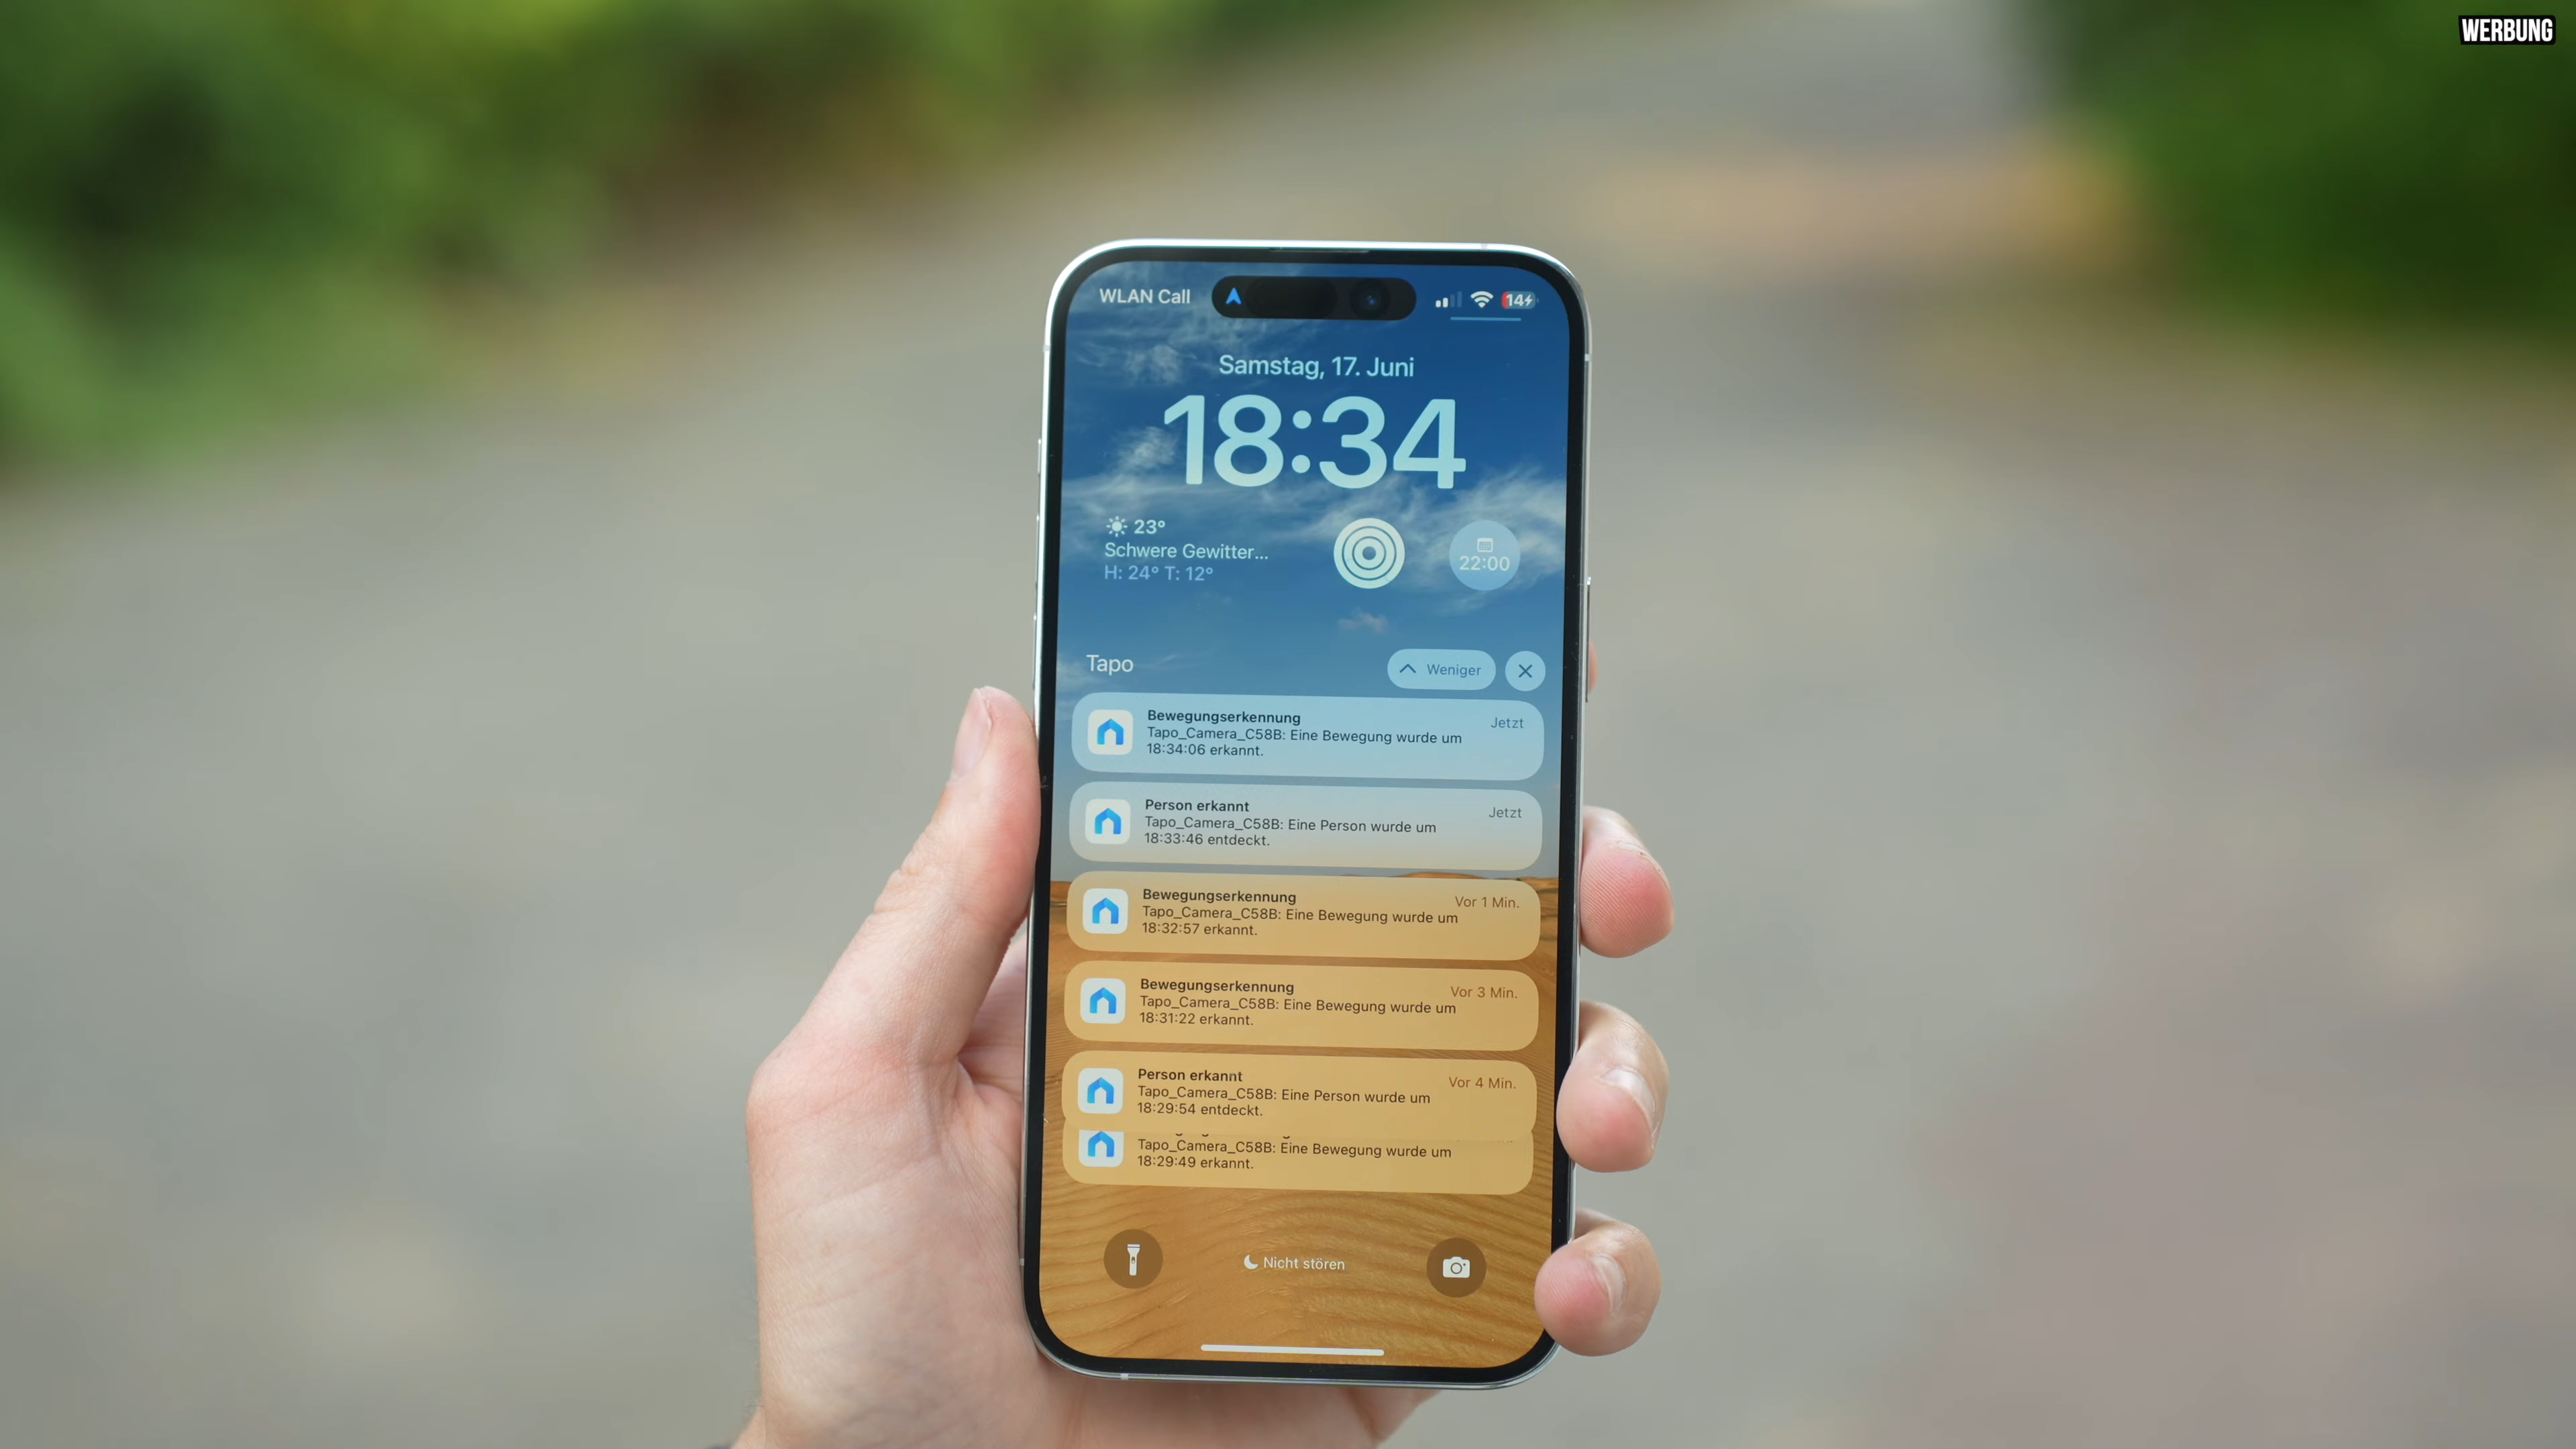 WERBUNG
WLAN Call
14
Samstag, 17. Juni
18:34
23°
Schwere Gewitter...
H: 24° T: 12°
22:00
Tapo
Weniger
Bewegungserkennung
Jetzt
Tapo_Camera_C58B: Eine Bewegung wurde um
18:34:06 erkannt.
Person erkannt
Jetzt
Tapo_Camera_C58B: Eine Person wurde um
18:33:46 entdeckt.
Bewegungserkennung
Vor 1 Min.
Tapo_Camera_C58B: Eine Bewegung wurde um
18:32:57 erkannt.
Bewegungserkennung
Vor 3 Min.
Tapo_Camera_C58B: Eine Bewegung wurde um
18:31:22 erkannt.
Person erkannt
Vor 4 Min.
Tapo_Camera_C58B: Eine Person wurde um
18:29:54 entdeckt.
Tapo_Camera_C58B: Eine Bewegung wurde um
18:29:49 erkannt.
Nicht stören